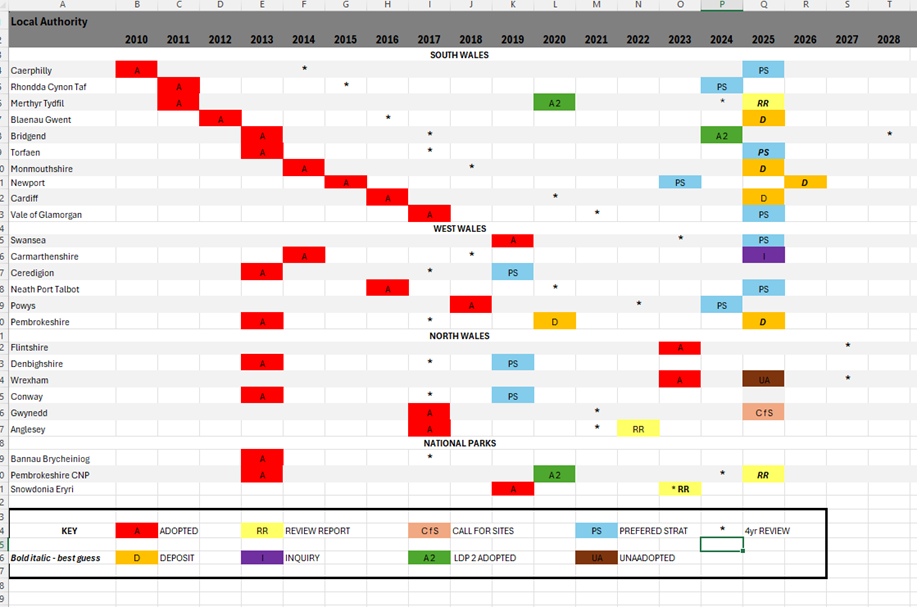 A B C D E F G H I J K L M N O P Q R S T
Local Authority
2010 2011 2012 2013 2014 2015 2016 2017 2018 2019 2020 2021 2022 2023 2024 2025 2026 2027 2028
SOUTH WALES
Caerphilly A * PS
Rhondda Cynon Taf A * PS
Merthyr Tydfil A A2 * RR
Blaenau Gwent A * D
Bridgend A * A2 *
Torfaen A * PS
Monmouthshire A * D
Newport A PS D
Cardiff A * D
Vale of Glamorgan A * PS
WEST WALES
Swansea A * PS
Carmarthenshire A * I
Ceredigion A * PS
Neath Port Talbot A * PS
Powys A * PS
Pembrokeshire A * D D
NORTH WALES
Flintshire A *
Denbighshire A * PS
Wrexham A UA *
Conway A * PS
Gwynedd A * CfS
Anglesey A * RR
NATIONAL PARKS
Bannau Brycheiniog A *
Pembrokeshire CNP A A2 * RR
Snowdonia Eryri A * RR
KEY A ADOPTED RR REVIEW REPORT CfS CALL FOR SITES PS PREFERED STRAT * 4yr REVIEW
Bold italic - best guess D DEPOSIT I INQUIRY A2 LDP 2 ADOPTED UA UNAADOPTED